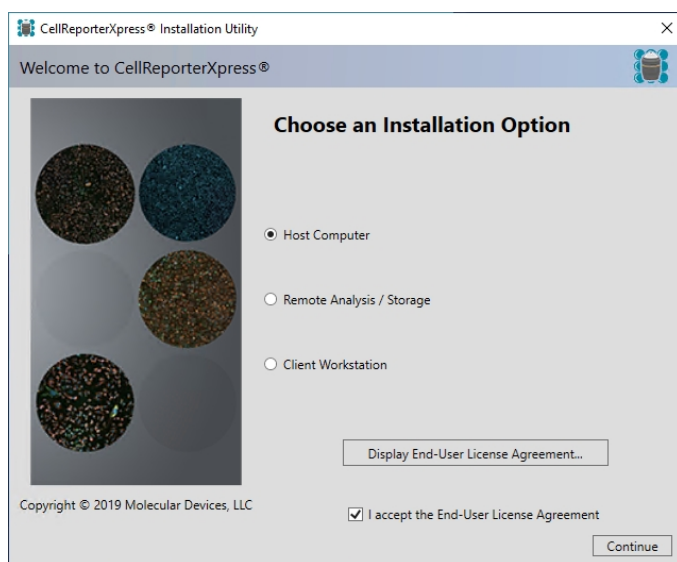 CellReporterXpress® Installation Utility
Welcome to CellReporterXpress®
Choose an Installation Option
Host Computer
Remote Analysis / Storage
Client Workstation
Display End-User License Agreement...
Copyright © 2019 Molecular Devices, LLC
I accept the End-User License Agreement
Continue